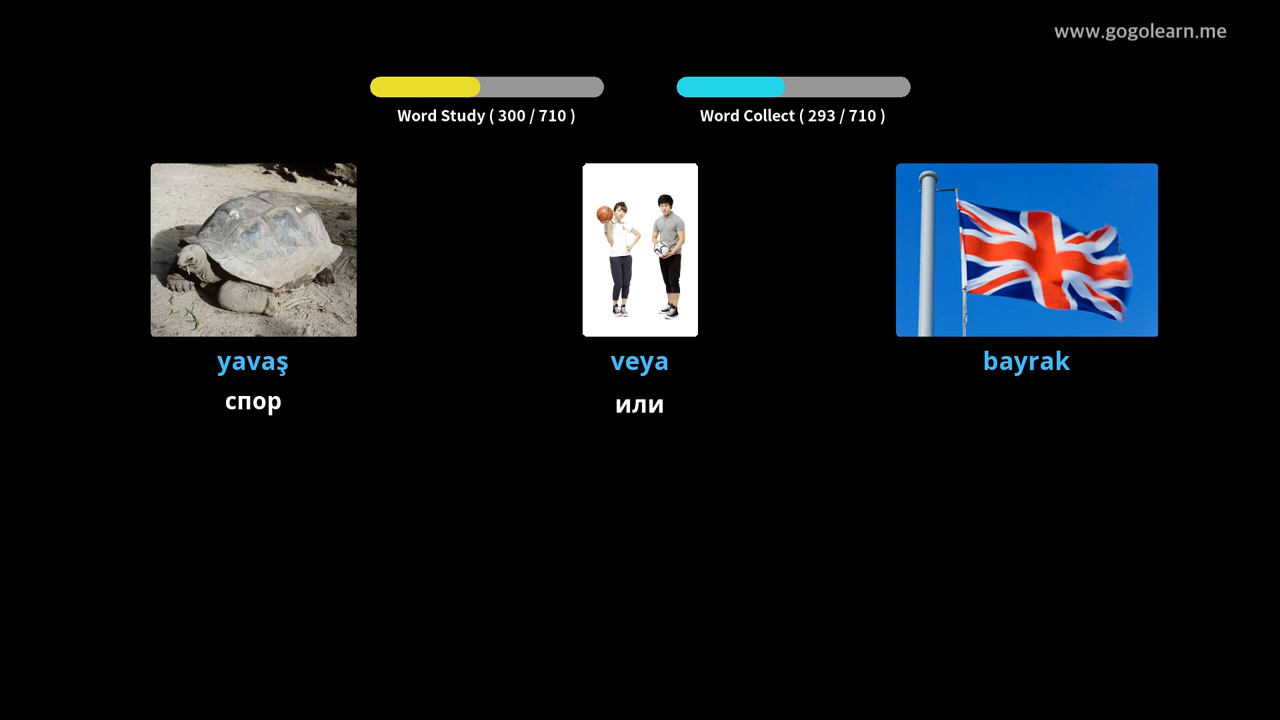 www.gogolearn.me
Word Study ( 300 / 710 )
Word Collect ( 293 / 710 )
yavaş
veya
bayrak
спор
или